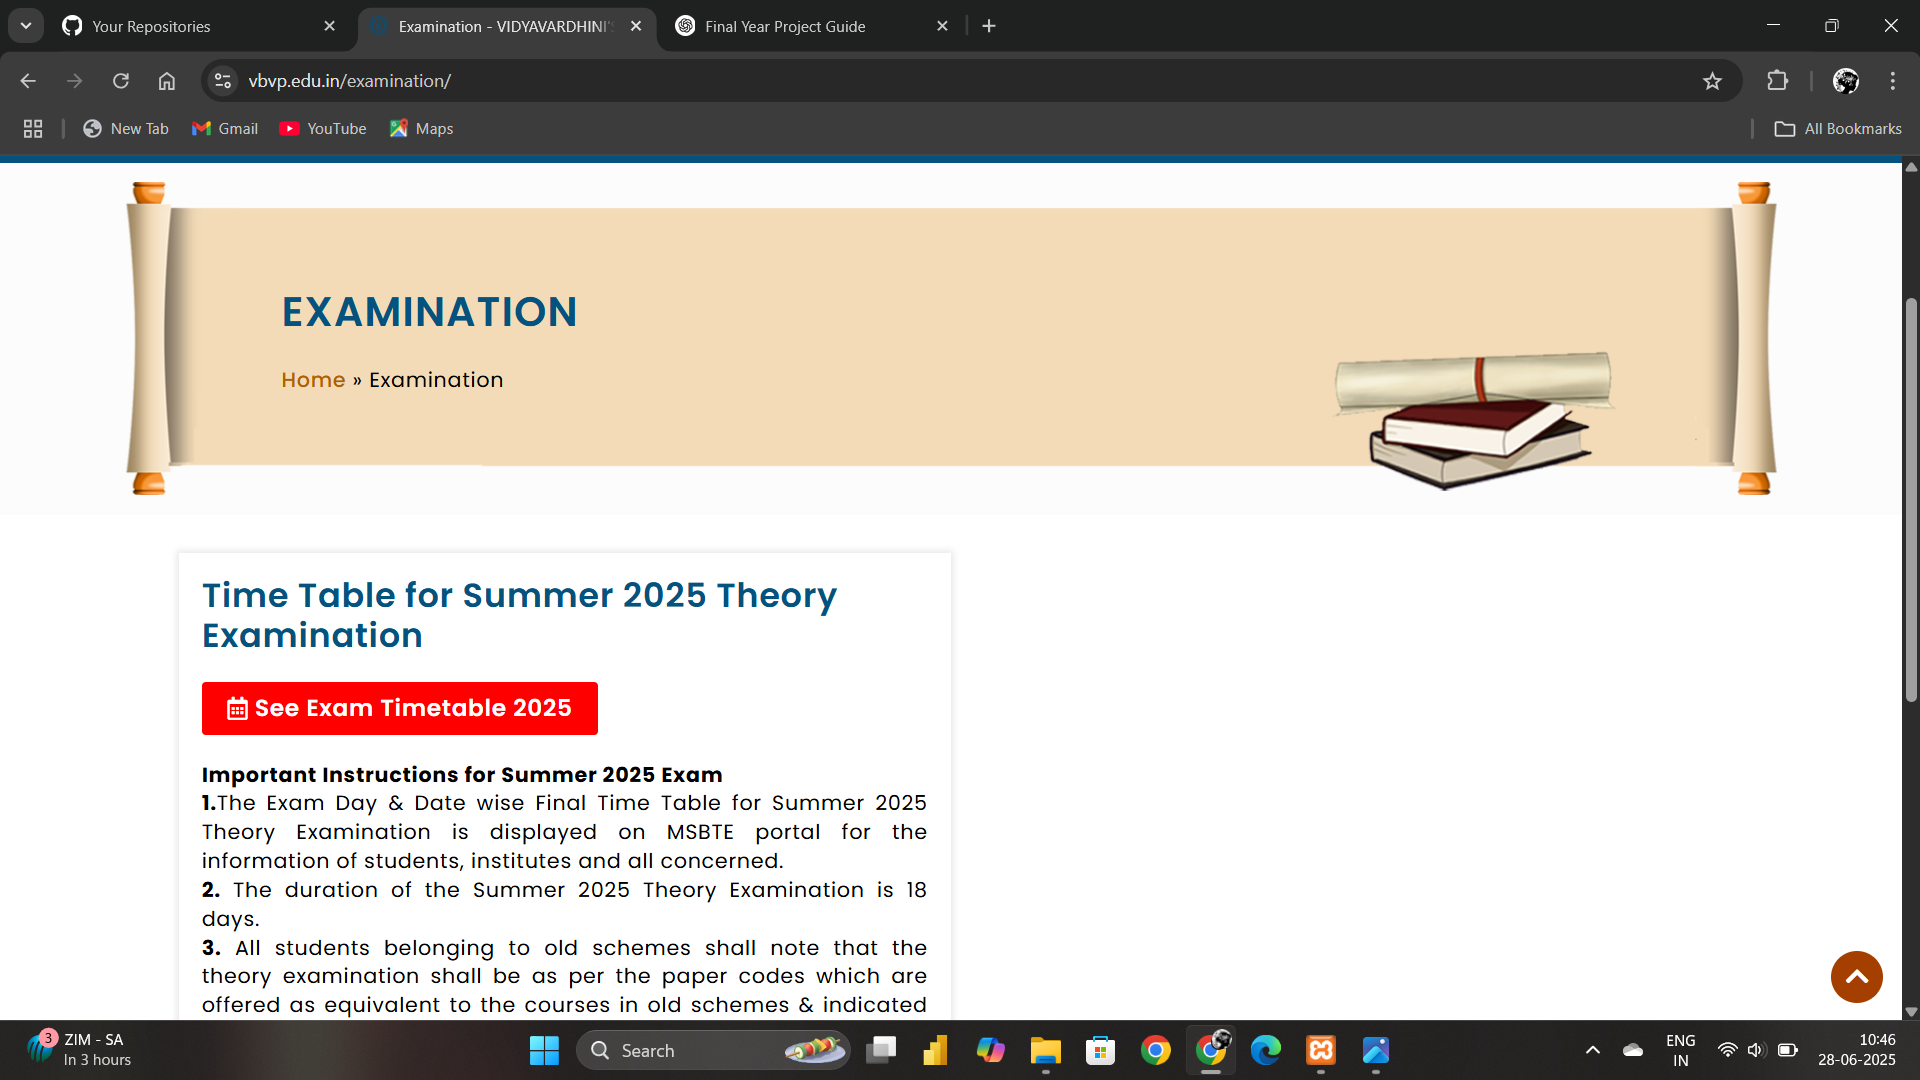 Your Repositories
Examination - VIDYAVARDHINI'S
Final Year Project Guide
vbvp.edu.in/examination/
New Tab
Gmail
YouTube
Maps
All Bookmarks
EXAMINATION
Home » Examination
Time Table for Summer 2025 Theory
Examination
See Exam Timetable 2025
Important Instructions for Summer 2025 Exam
1.The Exam Day & Date wise Final Time Table for Summer 2025
Theory Examination is displayed on MSBTE portal for the
information of students, institutes and all concerned.
2. The duration of the Summer 2025 Theory Examination is 18
days.
3. All students belonging to old schemes shall note that the
theory examination shall be as per the paper codes which are
offered as equivalent to the courses in old schemes & indicated
3
ZIM - SA
In 3 hours
Search
ENG
IN
10:46
28-06-2025